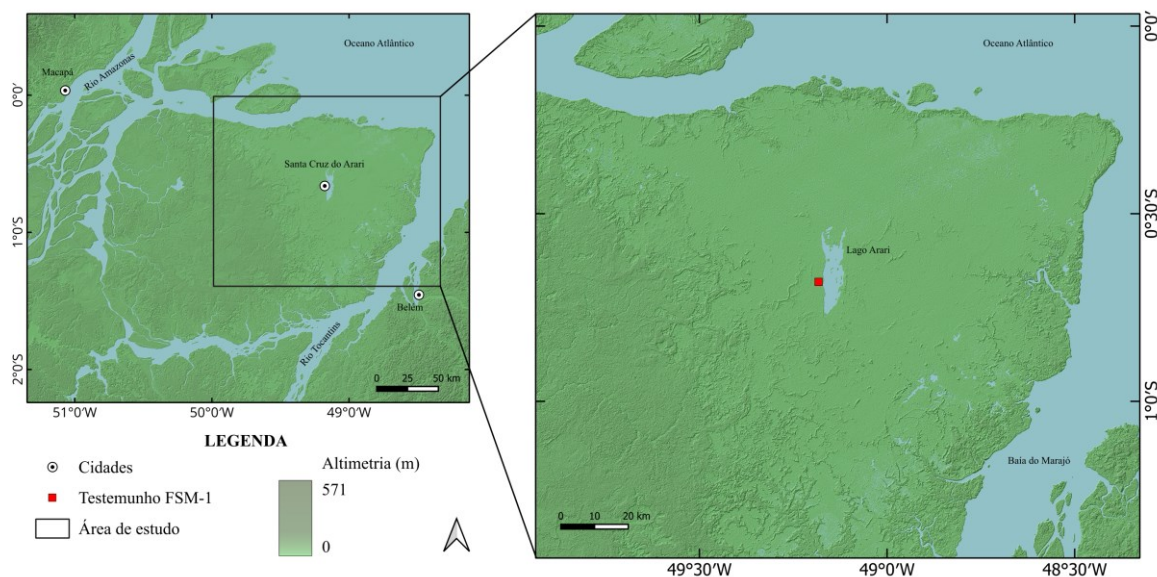 Oceano Atlântico
Macapá
Rio Amazonas
0°0'
Santa Cruz do Arari
1°0'S
Belém
Rio Tocantins
2°0'S
0 25 50 km
51°0'W 50°0'W 49°0'W
LEGENDA
Cidades
Testemunho FSM-1
Área de estudo
Altimetria (m)
571
0
Oceano Atlântico
0°0'
0°30'S
Lago Arari
1°0'S
Baía do Marajó
0 10 20 km
49°30'W 49°0'W 48°30'W